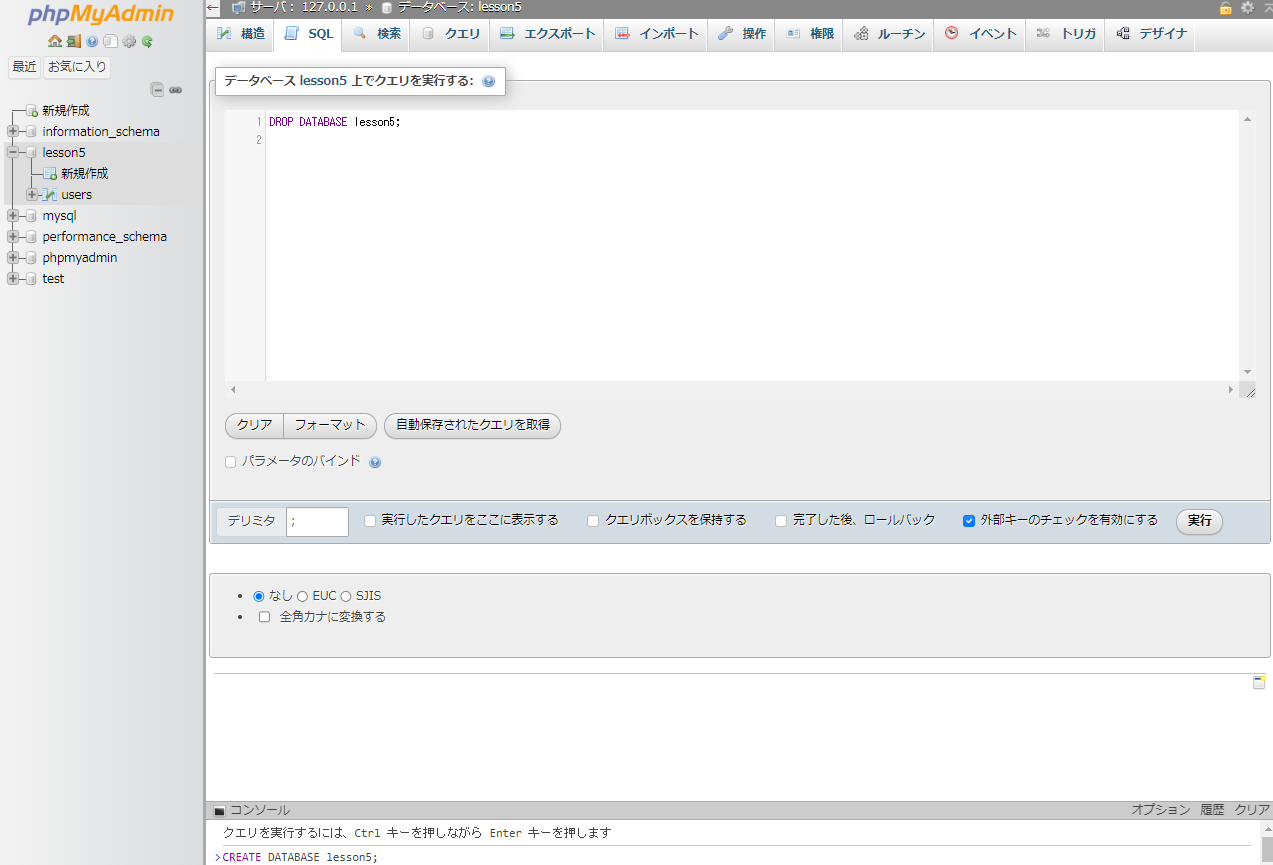 phpMyAdmin
最近 お気に入り
新規作成
information_schema
lesson5
新規作成
users
mysql
performance_schema
phpmyadmin
test
サーバ: 127.0.0.1 » データベース: lesson5
構造 SQL 検索 クエリ エクスポート インポート 操作 権限 ルーチン イベント トリガ デザイナ
データベース lesson5 上でクエリを実行する:
1 DROP DATABASE lesson5;
2
クリア フォーマット 自動保存されたクエリを取得
パラメータのバインド
デリミタ ; 実行したクエリをここに表示する クエリボックスを保持する 完了した後、ロールバック 外部キーのチェックを有効にする 実行
なし EUC SJIS
全角カナに変換する
コンソール オプション 履歴 クリア
クエリを実行するには、Ctrl キーを押しながら Enter キーを押します
>CREATE DATABASE lesson5;